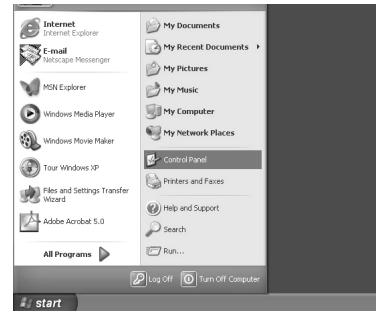 Internet
Internet Explorer
E-mail
Netscape Messenger
MSN Explorer
Windows Media Player
Windows Movie Maker
Tour Windows XP
Files and Settings Transfer
Wizard
Adobe Acrobat 5.0
All Programs
My Documents
My Recent Documents
My Pictures
My Music
My Computer
My Network Places
Control Panel
Printers and Faxes
Help and Support
Search
Run...
Log Off
Turn Off Computer
start